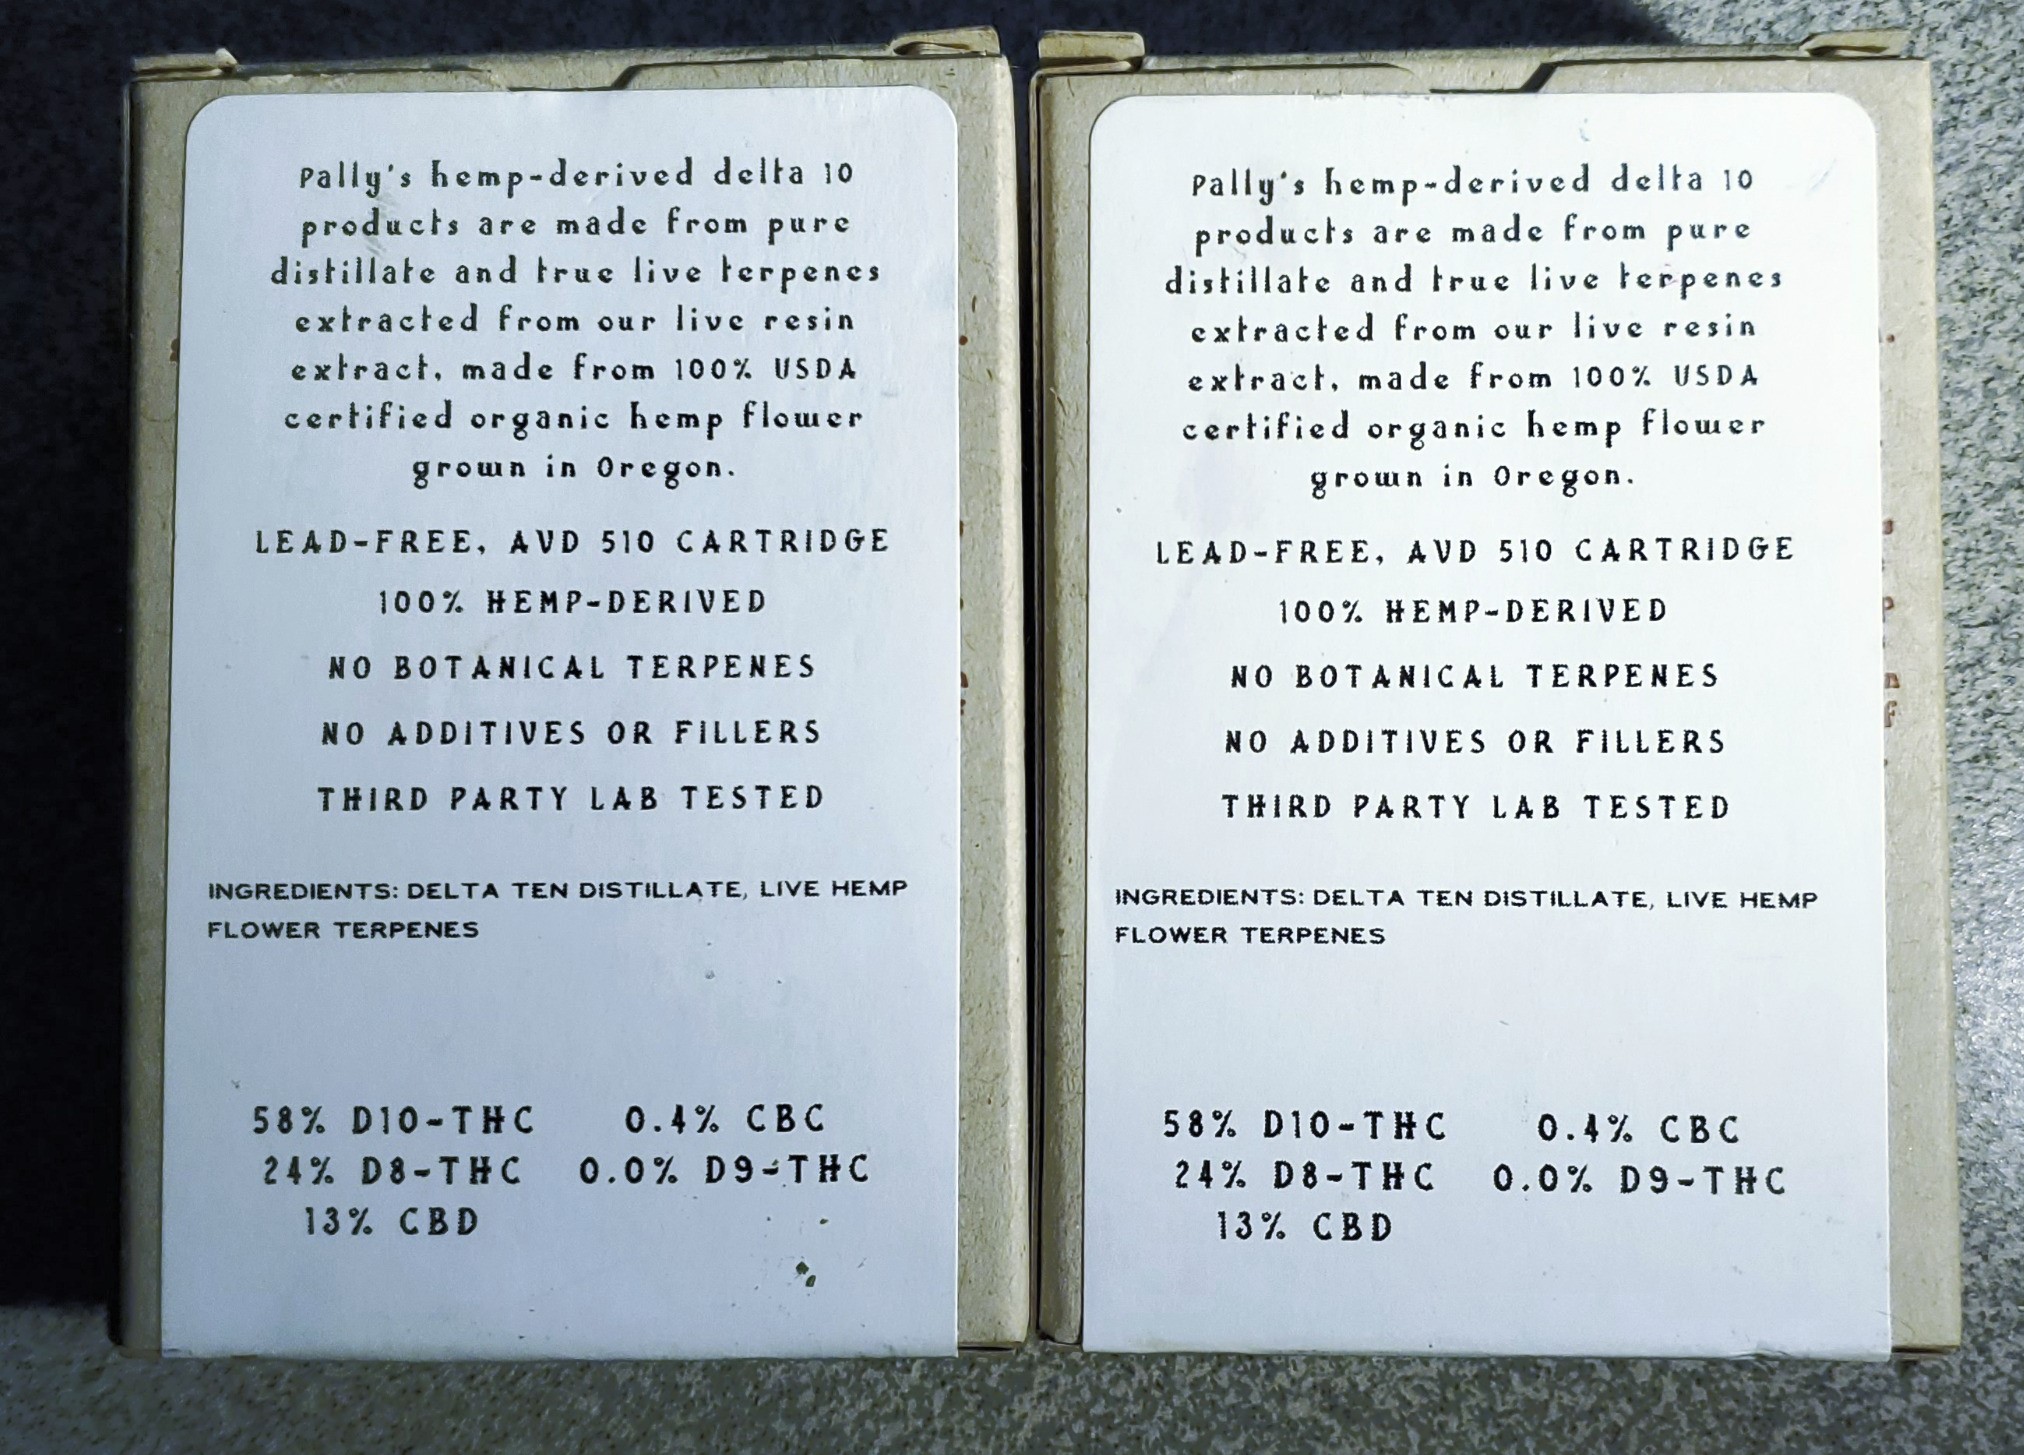 Pally's hemp-derived delta 10
products are made from pure
distillate and true live terpenes
extracted from our live resin
extract, made from 100% USDA
certified organic hemp flower
grown in Oregon.
LEAD-FREE, AVD 510 CARTRIDGE
100% HEMP-DERIVED
NO BOTANICAL TERPENES
NO ADDITIVES OR FILLERS
THIRD PARTY LAB TESTED
INGREDIENTS: DELTA TEN DISTILLATE, LIVE HEMP
FLOWER TERPENES
58% D10-THC 0.4% CBC
24% D8-THC 0.0% D9-THC
13% CBD
Pally's hemp-derived delta 10
products are made from pure
distillate and true live terpenes
extracted from our live resin
extract, made from 100% USDA
certified organic hemp flower
grown in Oregon.
LEAD-FREE, AVD 510 CARTRIDGE
100% HEMP-DERIVED
NO BOTANICAL TERPENES
NO ADDITIVES OR FILLERS
THIRD PARTY LAB TESTED
INGREDIENTS: DELTA TEN DISTILLATE, LIVE HEMP
FLOWER TERPENES
58% D10-THC 0.4% CBC
24% D8-THC 0.0% D9-THC
13% CBD